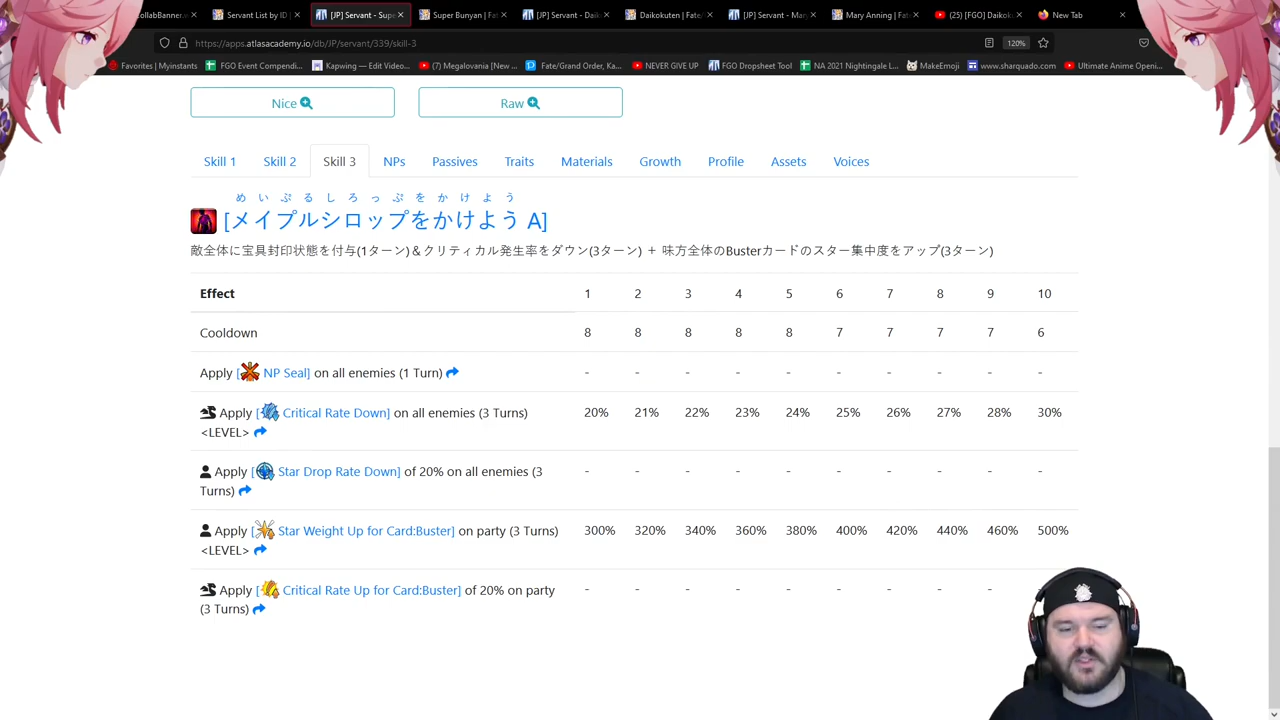 collabBanner.w
Servant List by ID |
[JP] Servant - Supe
Super Bunyan | Fat
[JP] Servant - Daik
Daikokuten | Fate/
[JP] Servant - Mary
Mary Anning | Fate
(25) [FGO] Daikok
New Tab
https://apps.atlasacademy.io/db/JP/servant/339/skill-3
120%
Favorites | Myinstants
FGO Event Compendi...
Kapwing — Edit Video...
(7) Megalovania [New ...
Fate/Grand Order, Ka...
NEVER GIVE UP
FGO Dropsheet Tool
NA 2021 Nightingale L...
MakeEmoji
www.sharquado.com
Ultimate Anime Openi...
Nice
Raw
Skill 1
Skill 2
Skill 3
NPs
Passives
Traits
Materials
Growth
Profile
Assets
Voices
めいぷるしろっぷをかけよう
[メイプルシロップをかけよう A]
敵全体に宝具封印状態を付与(1ターン)＆クリティカル発生率をダウン(3ターン) ＋ 味方全体のBusterカードのスター集中度をアップ(3ターン)
Effect 1 2 3 4 5 6 7 8 9 10
Cooldown 8 8 8 8 8 7 7 7 7 6
Apply [NP Seal] on all enemies (1 Turn) - - - - - - - - - -
Apply [Critical Rate Down] on all enemies (3 Turns) 20% 21% 22% 23% 24% 25% 26% 27% 28% 30%
<LEVEL>
Apply [Star Drop Rate Down] of 20% on all enemies (3 - - - - - - - - - -
Turns)
Apply [Star Weight Up for Card:Buster] on party (3 Turns) 300% 320% 340% 360% 380% 400% 420% 440% 460% 500%
<LEVEL>
Apply [Critical Rate Up for Card:Buster] of 20% on party - - - - - - - - -
(3 Turns)